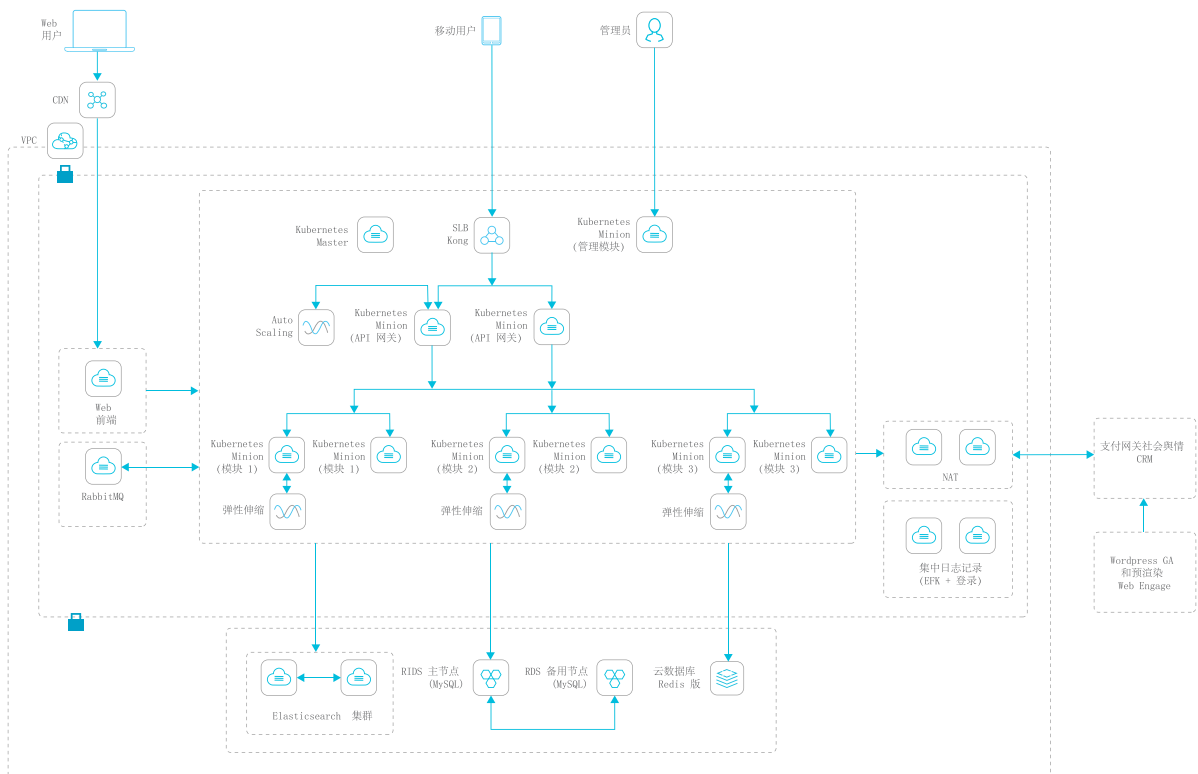 Web
用户
移动用户
管理员
CDN
VPC
Kubernetes
Master
SLB
Kong
Kubernetes
Minion
(管理模块)
Auto
Scaling
Kubernetes
Minion
(API 网关)
Kubernetes
Minion
(API 网关)
Web
前端
Kubernetes
Minion
(模块 1)
Kubernetes
Minion
(模块 1)
Kubernetes
Minion
(模块 2)
Kubernetes
Minion
(模块 2)
Kubernetes
Minion
(模块 3)
Kubernetes
Minion
(模块 3)
RabbitMQ
弹性伸缩
弹性伸缩
弹性伸缩
NAT
支付网关社会舆情
CRM
集中日志记录
(EFK + 登录)
Wordpress GA
和预渲染
Web Engage
RIDS 主节点
(MySQL)
RDS 备用节点
(MySQL)
云数据库
Redis 版
Elasticsearch 集群